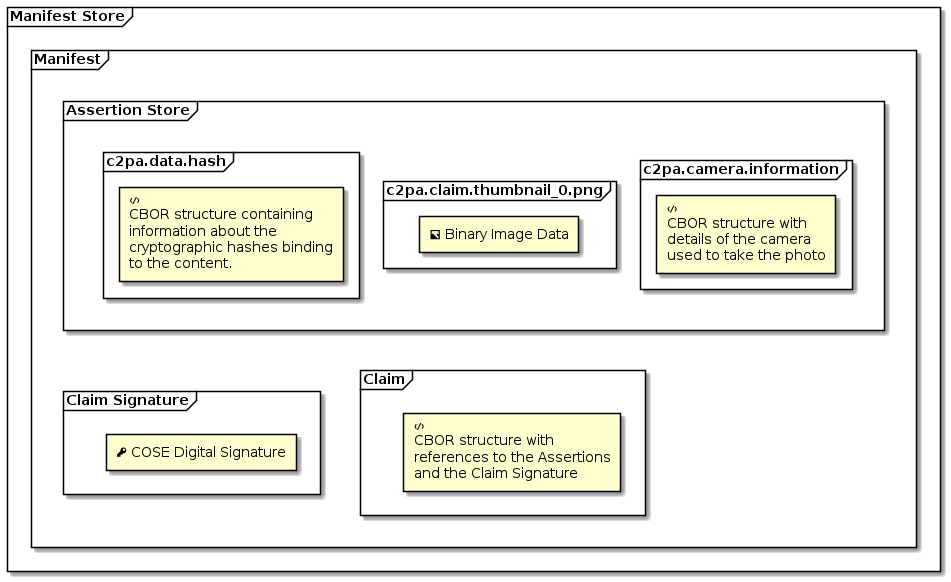 Manifest Store
Manifest
Assertion Store
c2pa.data.hash
CBOR structure containing
information about the
cryptographic hashes binding
to the content.
c2pa.claim.thumbnail_0.png
Binary Image Data
c2pa.camera.information
CBOR structure with
details of the camera
used to take the photo
Claim Signature
COSE Digital Signature
Claim
CBOR structure with
references to the Assertions
and the Claim Signature